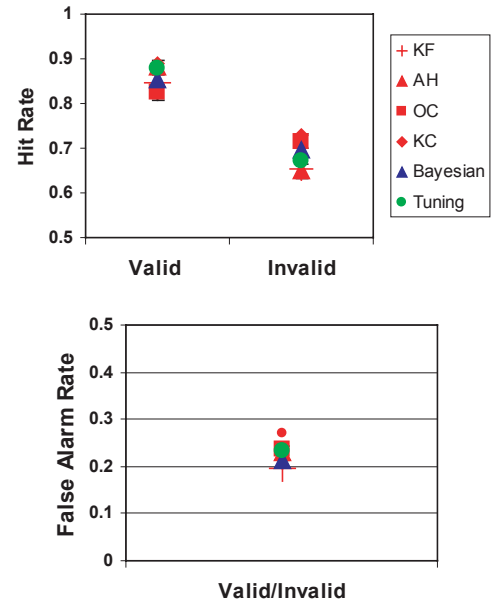 1
0.9
0.8
0.7
0.6
0.5
Hit Rate
Valid Invalid
KF
AH
OC
KC
Bayesian
Tuning
0.5
0.4
0.3
0.2
0.1
0
False Alarm Rate
Valid/Invalid